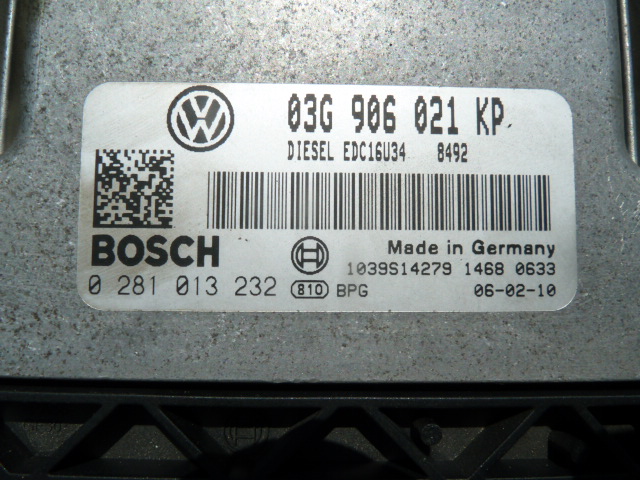 03G 906 021 KP
DIESEL EDC16U34 8492
BOSCH
Made in Germany
1039S14279 1468 0633
0 281 013 232 810 BPG 06-02-10